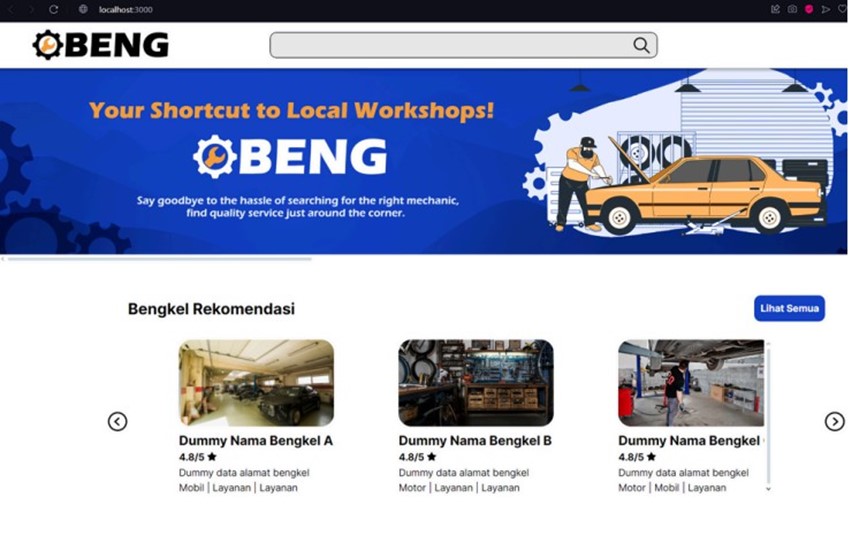 localhost:3000
BENG
Your Shortcut to Local Workshops!
BENG
Say goodbye to the hassle of searching for the right mechanic,
find quality service just around the corner.
Bengkel Rekomendasi
Lihat Semua
Dummy Nama Bengkel A
4.8/5 ★
Dummy data alamat bengkel
Mobil | Layanan | Layanan
Dummy Nama Bengkel B
4.8/5 ★
Dummy data alamat bengkel
Motor | Layanan | Layanan
Dummy Nama Bengkel
4.8/5 ★
Dummy data alamat bengkel
Motor | Mobil | Layanan